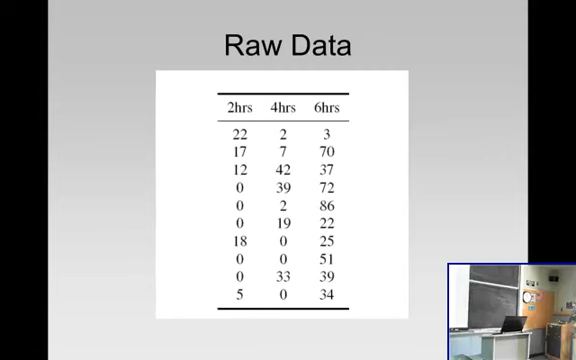 Raw Data
2hrs 4hrs 6hrs
22 2 3
17 7 70
12 42 37
0 39 72
0 2 86
0 19 22
18 0 25
0 0 51
0 33 39
5 0 34